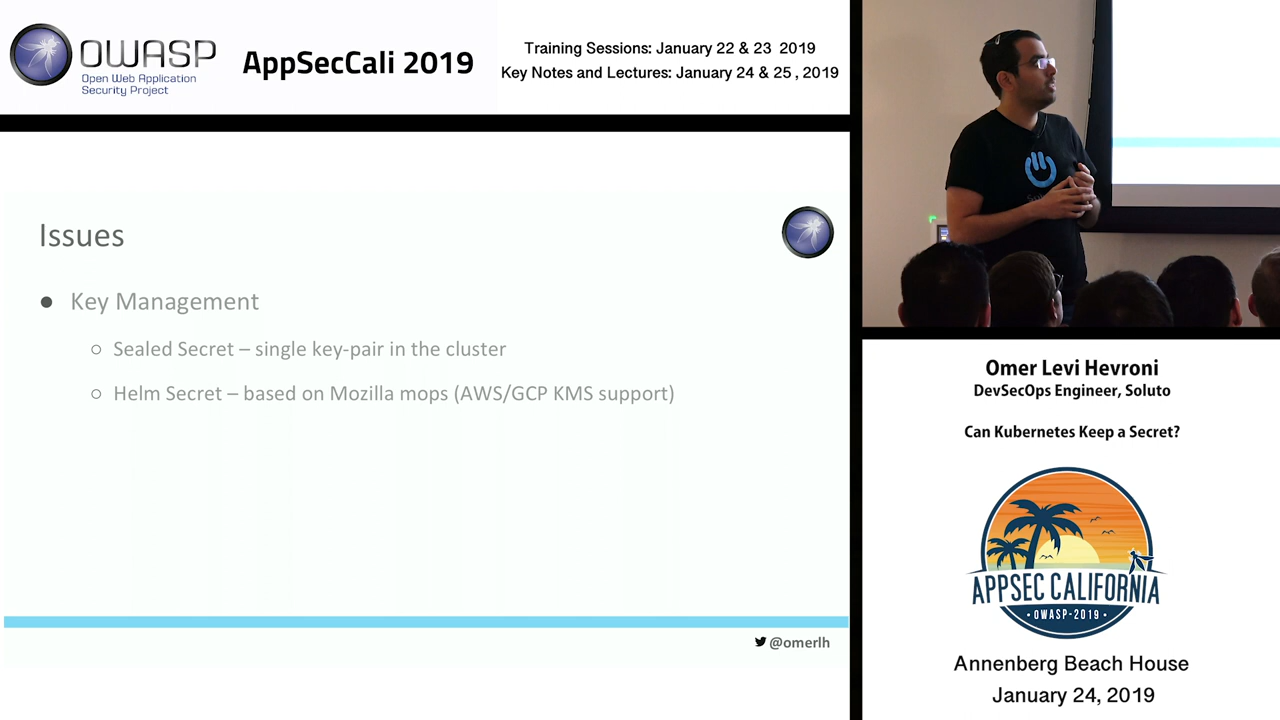 OWASP
Open Web Application
Security Project
AppSecCali 2019
Training Sessions: January 22 & 23 2019
Key Notes and Lectures: January 24 & 25 , 2019
Issues
● Key Management
○ Sealed Secret – single key-pair in the cluster
○ Helm Secret – based on Mozilla mops (AWS/GCP KMS support)
@omerlh
Omer Levi Hevroni
DevSecOps Engineer, Soluto
Can Kubernetes Keep a Secret?
APPSEC CALIFORNIA
• OWASP-2019 •
Annenberg Beach House
January 24, 2019